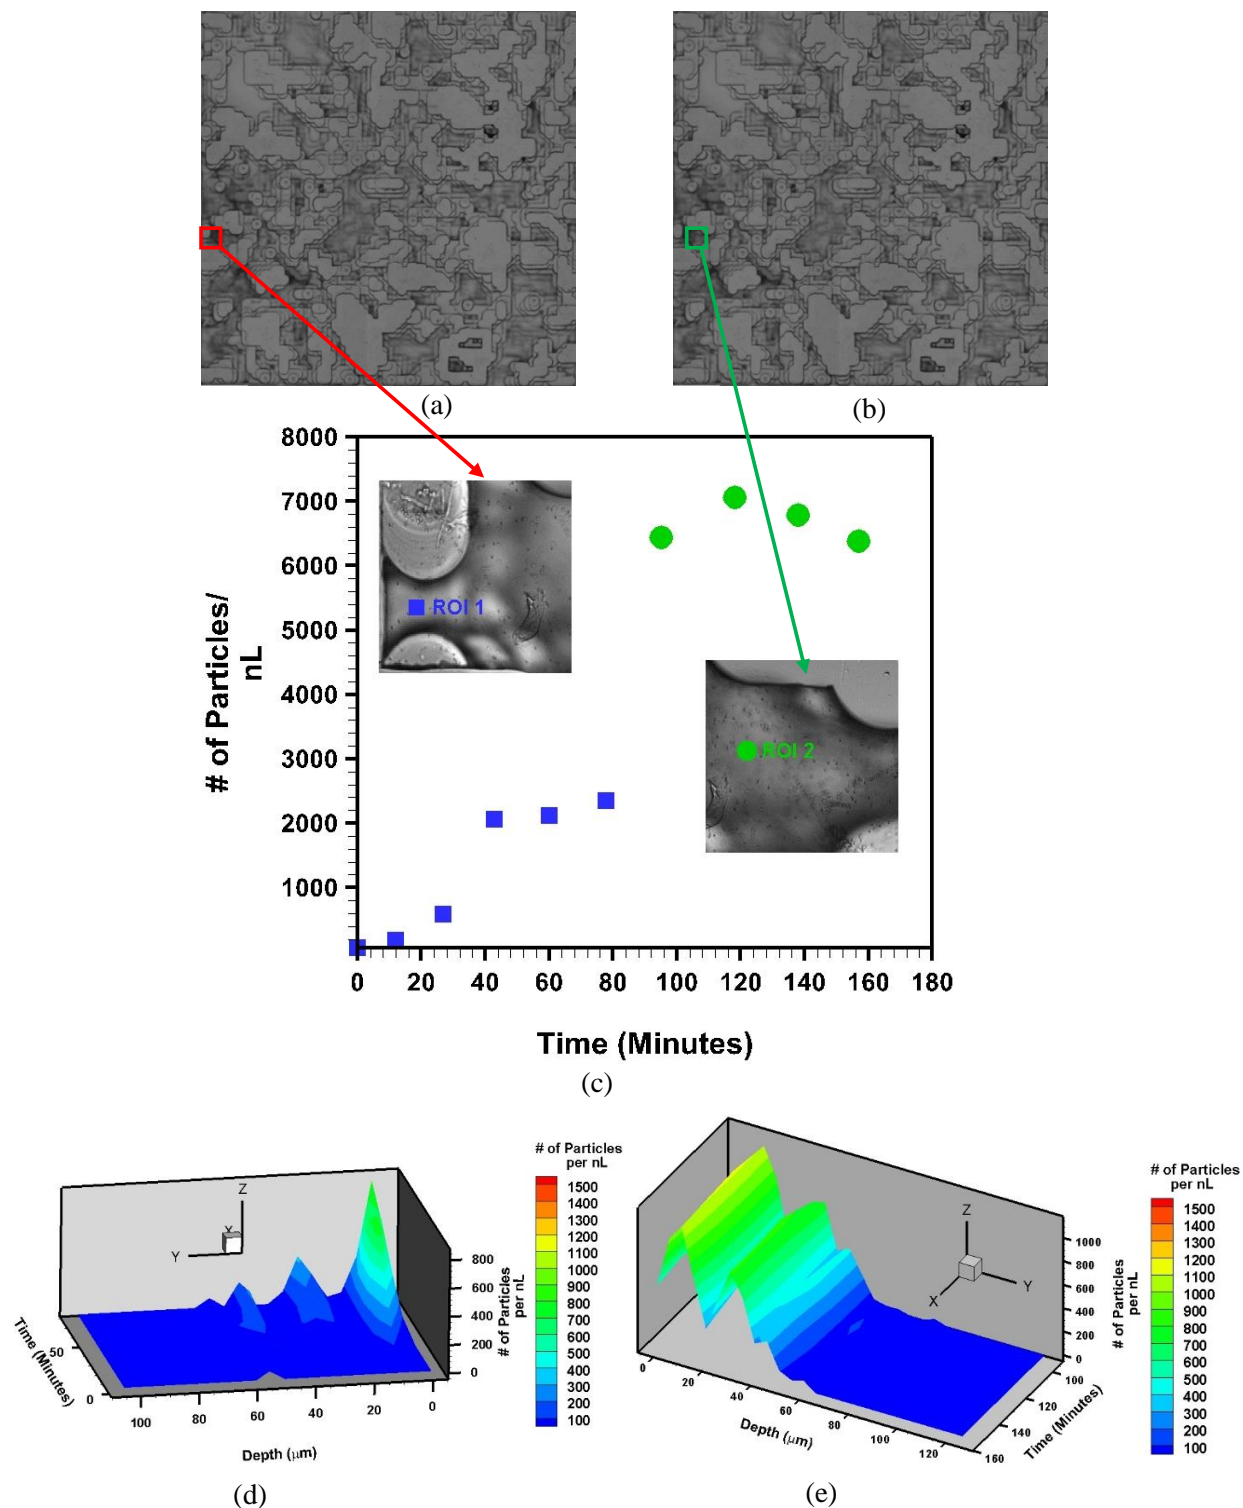 (a)
(b)
8000
7000
6000
5000
4000
3000
2000
1000
# of Particles/
nL
ROI 1
ROI 2
0
20
40
60
80
100
120
140
160
180
Time (Minutes)
(c)
Z
X
Y
800
600
400
200
0
# of Particles
per nL
50
0
Time (Minutes)
100
80
60
40
20
0
Depth (μm)
# of Particles
per nL
1500
1400
1300
1200
1100
1000
900
800
700
600
500
400
300
200
100
(d)
Z
X
Y
1000
800
600
400
200
0
# of Particles
per nL
0
20
40
60
80
100
120
Depth (μm)
100
120
140
160
Time (Minutes)
# of Particles
per nL
1500
1400
1300
1200
1100
1000
900
800
700
600
500
400
300
200
100
(e)